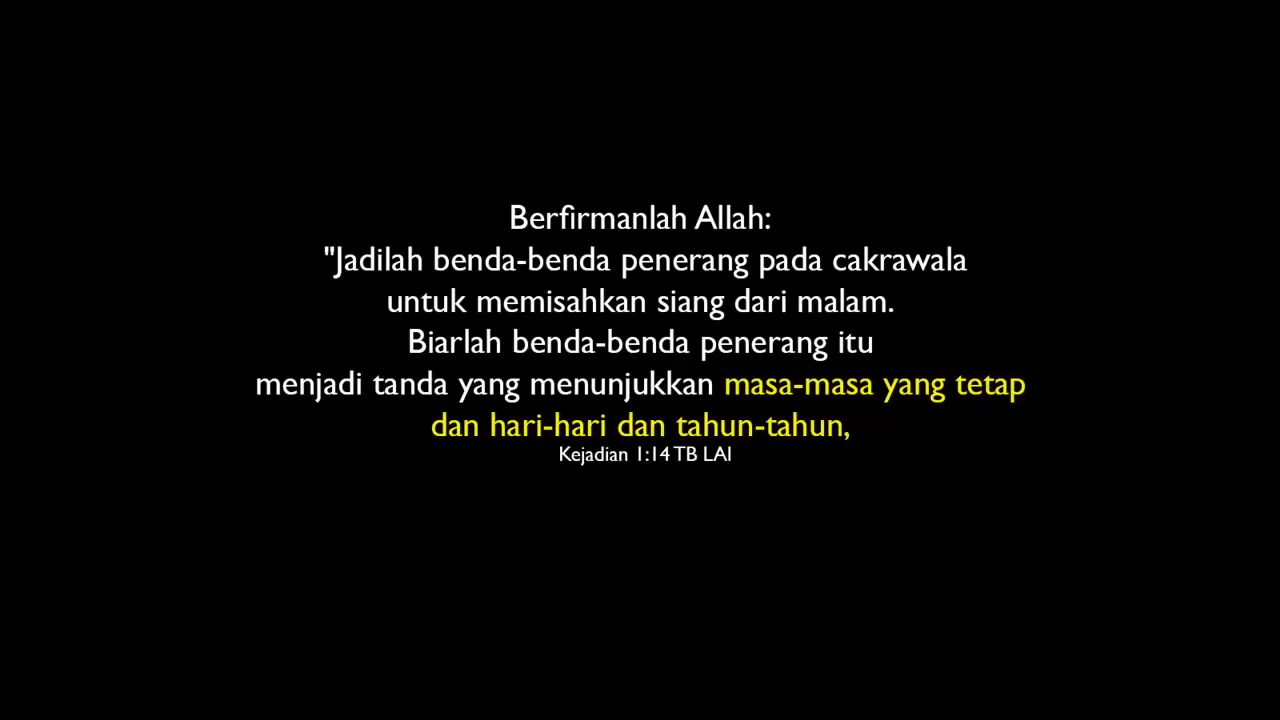 Berfirmanlah Allah:
"Jadilah benda-benda penerang pada cakrawala
untuk memisahkan siang dari malam.
Biarlah benda-benda penerang itu
menjadi tanda yang menunjukkan masa-masa yang tetap
dan hari-hari dan tahun-tahun,
Kejadian 1:14 TB LAI